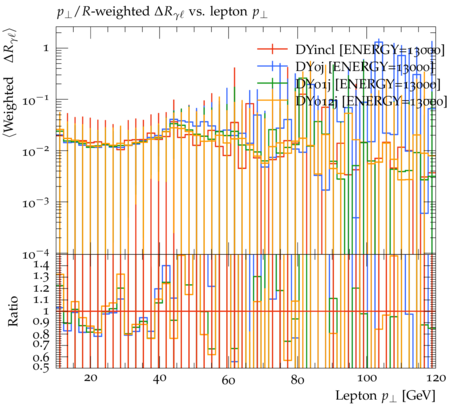 p⊥/R-weighted ΔRγℓ vs. lepton p⊥
⟨Weighted ΔRγℓ⟩
1
10⁻¹
10⁻²
10⁻³
10⁻⁴
DYincl [ENERGY=13000]
DY0j [ENERGY=13000]
DY01j [ENERGY=13000]
DY012j [ENERGY=13000]
Ratio
1.4
1.3
1.2
1.1
1
0.9
0.8
0.7
0.6
0.5
20 40 60 80 100 120
Lepton p⊥ [GeV]